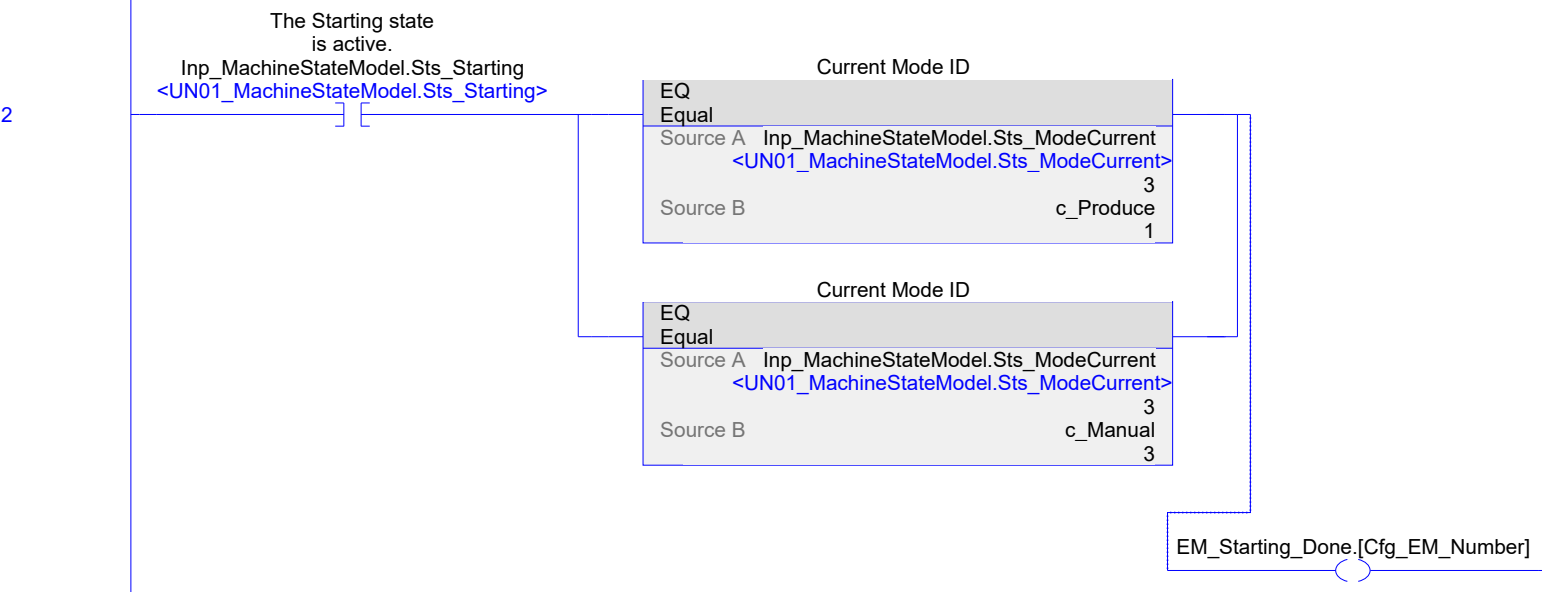 The Starting state
is active.
Inp_MachineStateModel.Sts_Starting
<UN01_MachineStateModel.Sts_Starting>
2
Current Mode ID
EQ
Equal
Source A Inp_MachineStateModel.Sts_ModeCurrent
<UN01_MachineStateModel.Sts_ModeCurrent>
3
Source B c_Produce
1
Current Mode ID
EQ
Equal
Source A Inp_MachineStateModel.Sts_ModeCurrent
<UN01_MachineStateModel.Sts_ModeCurrent>
3
Source B c_Manual
3
EM_Starting_Done.[Cfg_EM_Number]